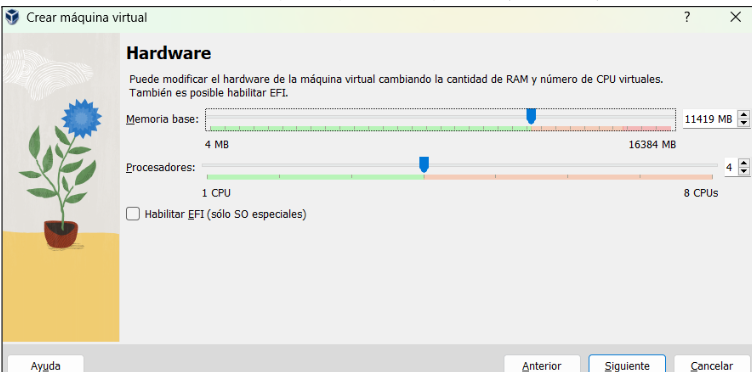 Crear máquina virtual ? ×
Hardware
Puede modificar el hardware de la máquina virtual cambiando la cantidad de RAM y número de CPU virtuales.
También es posible habilitar EFI.
Memoria base: 11419 MB
4 MB 16384 MB
Procesadores: 4
1 CPU 8 CPUs
Habilitar EFI (sólo SO especiales)
Ayuda Anterior Siguiente Cancelar